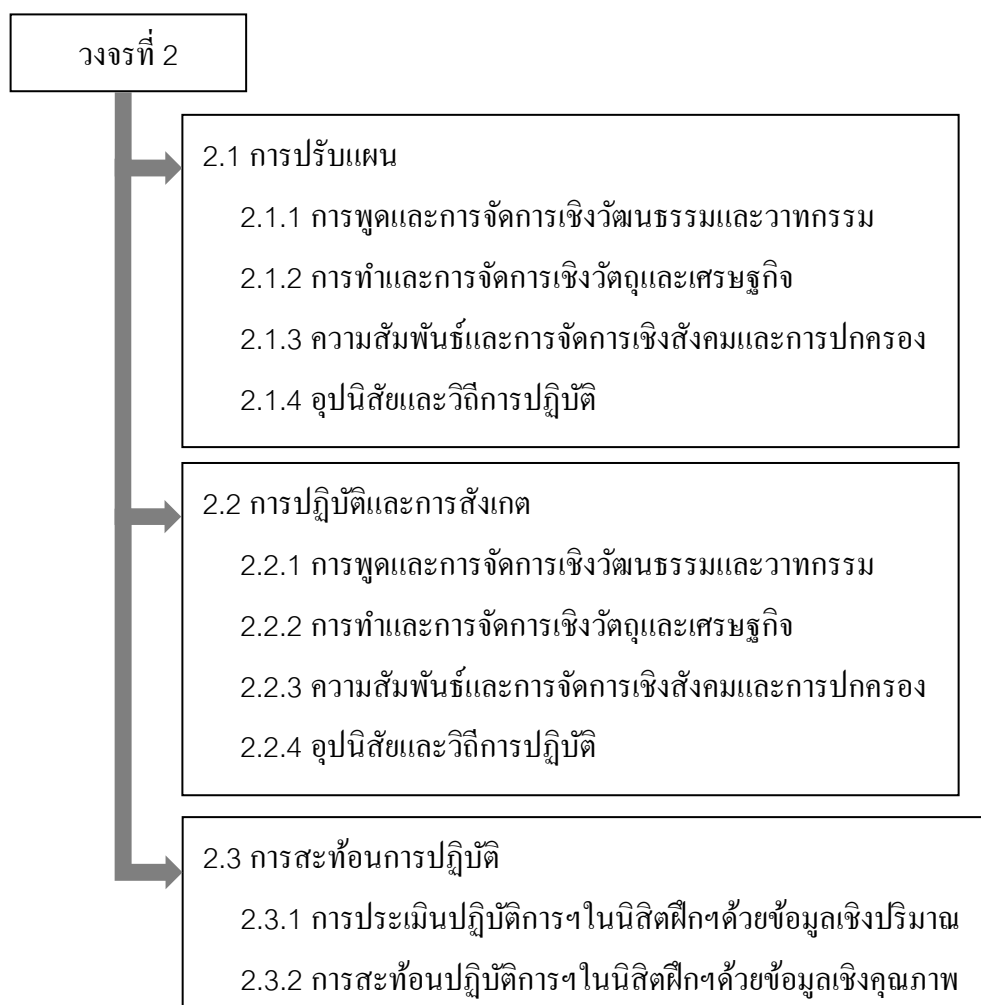 วงจรที่ 2
2.1 การปรับแผน
2.1.1 การพูดและการจัดการเชิงวัฒนธรรมและวาทกรรม
2.1.2 การทำและการจัดการเชิงวัตถุและเศรษฐกิจ
2.1.3 ความสัมพันธ์และการจัดการเชิงสังคมและการปกครอง
2.1.4 อุปนิสัยและวิถีการปฏิบัติ
2.2 การปฏิบัติและการสังเกต
2.2.1 การพูดและการจัดการเชิงวัฒนธรรมและวาทกรรม
2.2.2 การทำและการจัดการเชิงวัตถุและเศรษฐกิจ
2.2.3 ความสัมพันธ์และการจัดการเชิงสังคมและการปกครอง
2.2.4 อุปนิสัยและวิถีการปฏิบัติ
2.3 การสะท้อนการปฏิบัติ
2.3.1 การประเมินปฏิบัติการฯในนิสิตฝึกฯด้วยข้อมูลเชิงปริมาณ
2.3.2 การสะท้อนปฏิบัติการฯในนิสิตฝึกฯด้วยข้อมูลเชิงคุณภาพ